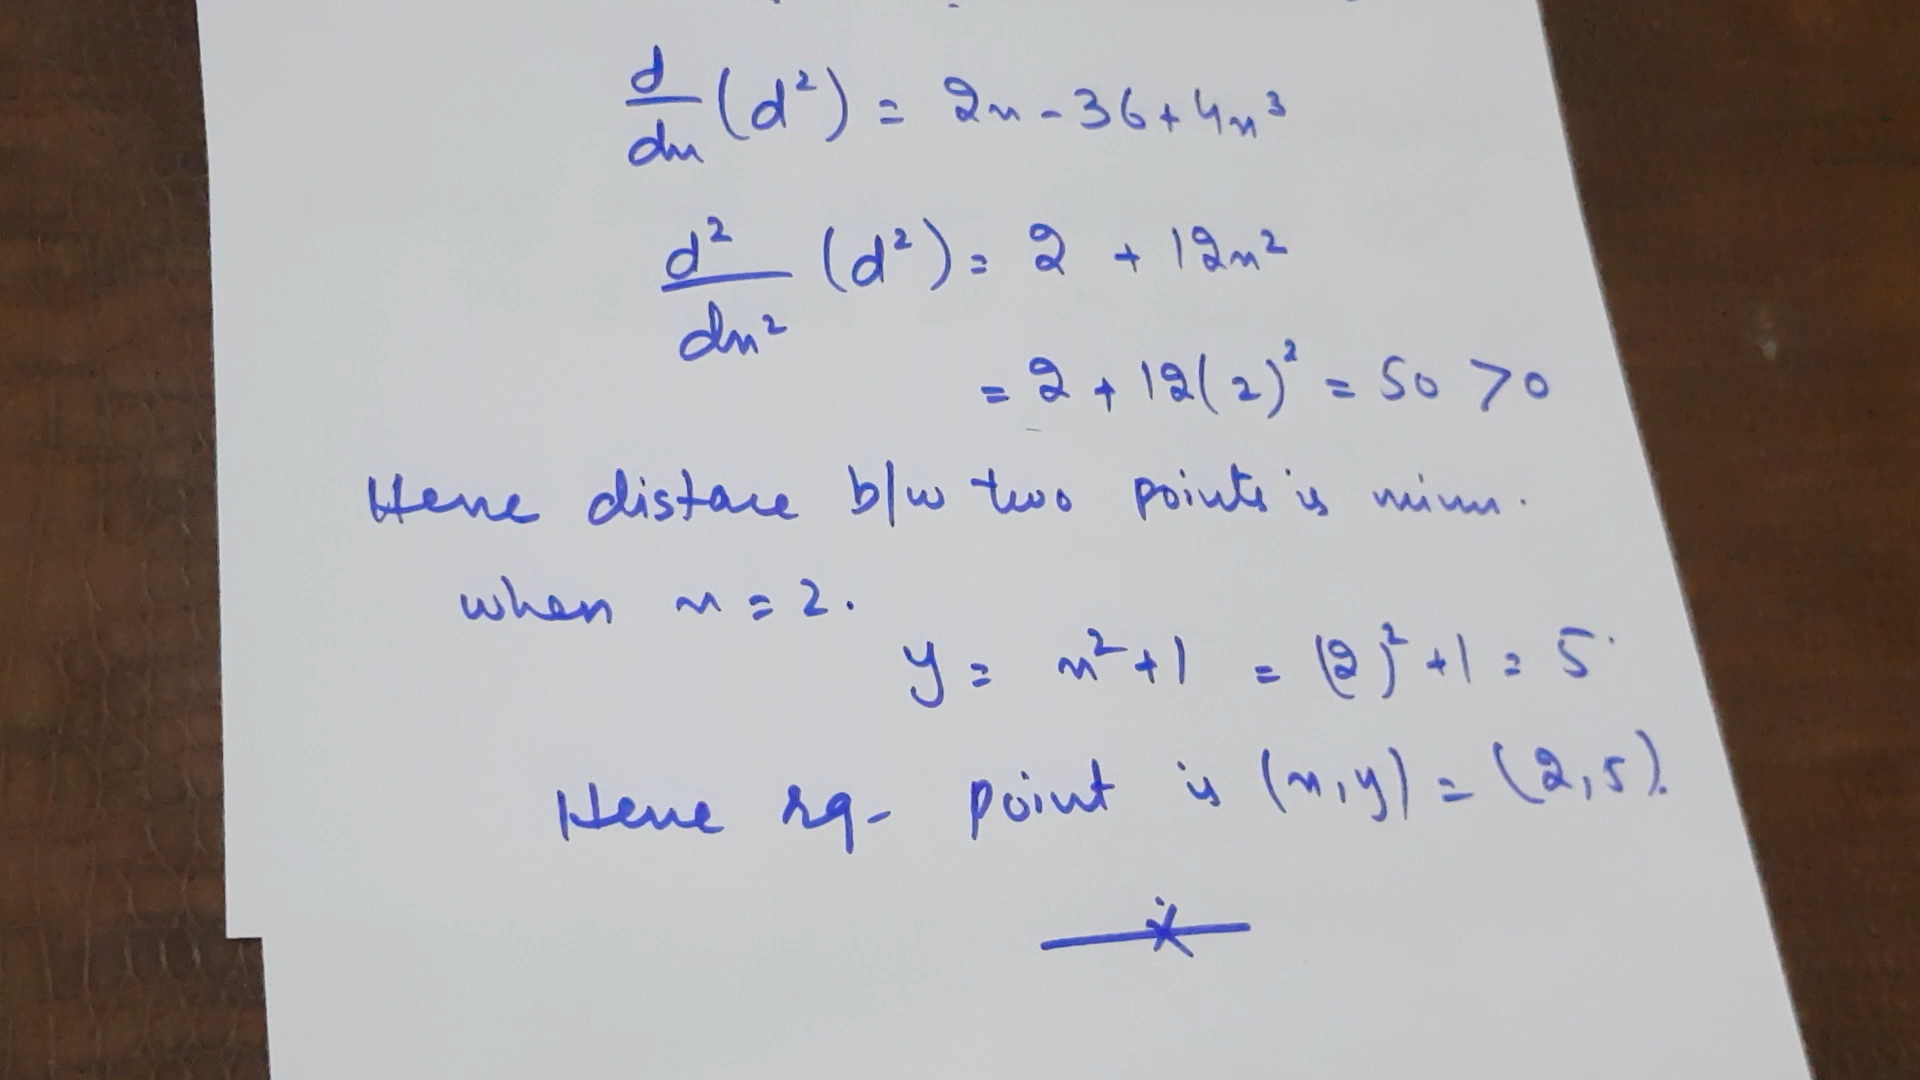 d/dx (d²) = 2x - 36 + 4x³
d²/dx² (d²) = 2 + 12x²
= 2 + 12(2)² = 50 > 0
Hence distance b/w two points is minm.
when x = 2.
y = x² + 1 = (2)² + 1 = 5.
Hence rq- point is (x, y) = (2, 5).